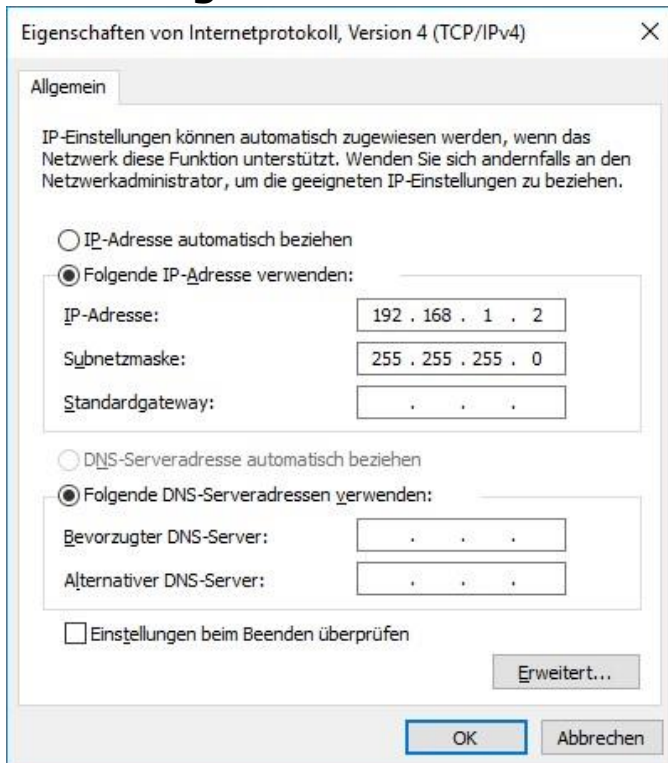 g
Eigenschaften von Internetprotokoll, Version 4 (TCP/IPv4)
Allgemein
IP-Einstellungen können automatisch zugewiesen werden, wenn das
Netzwerk diese Funktion unterstützt. Wenden Sie sich andernfalls an den
Netzwerkadministrator, um die geeigneten IP-Einstellungen zu beziehen.
IP-Adresse automatisch beziehen
Folgende IP-Adresse verwenden:
IP-Adresse: 192 . 168 . 1 . 2
Subnetzmaske: 255 . 255 . 255 . 0
Standardgateway: . . .
DNS-Serveradresse automatisch beziehen
Folgende DNS-Serveradressen verwenden:
Bevorzugter DNS-Server: . . .
Alternativer DNS-Server: . . .
Einstellungen beim Beenden überprüfen
Erweitert...
OK Abbrechen